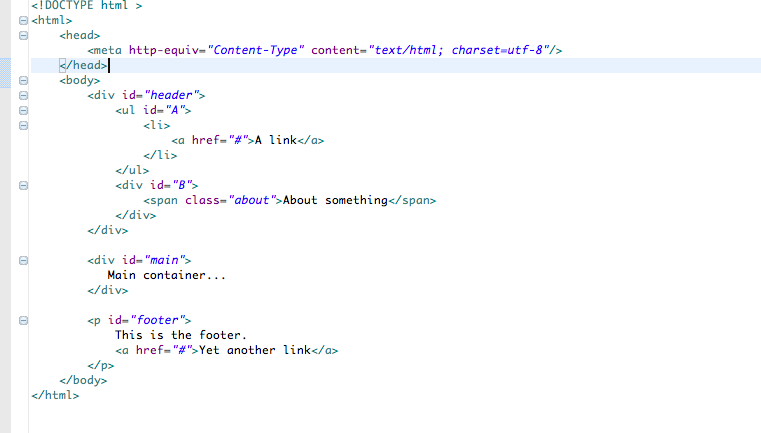 <!DOCTYPE html >
<html>
<head>
<meta http-equiv="Content-Type" content="text/html; charset=utf-8"/>
</head>
<body>
<div id="header">
<ul id="A">
<li>
<a href="#">A link</a>
</li>
</ul>
<div id="B">
<span class="about">About something</span>
</div>
</div>
<div id="main">
Main container...
</div>
<p id="footer">
This is the footer.
<a href="#">Yet another link</a>
</p>
</body>
</html>